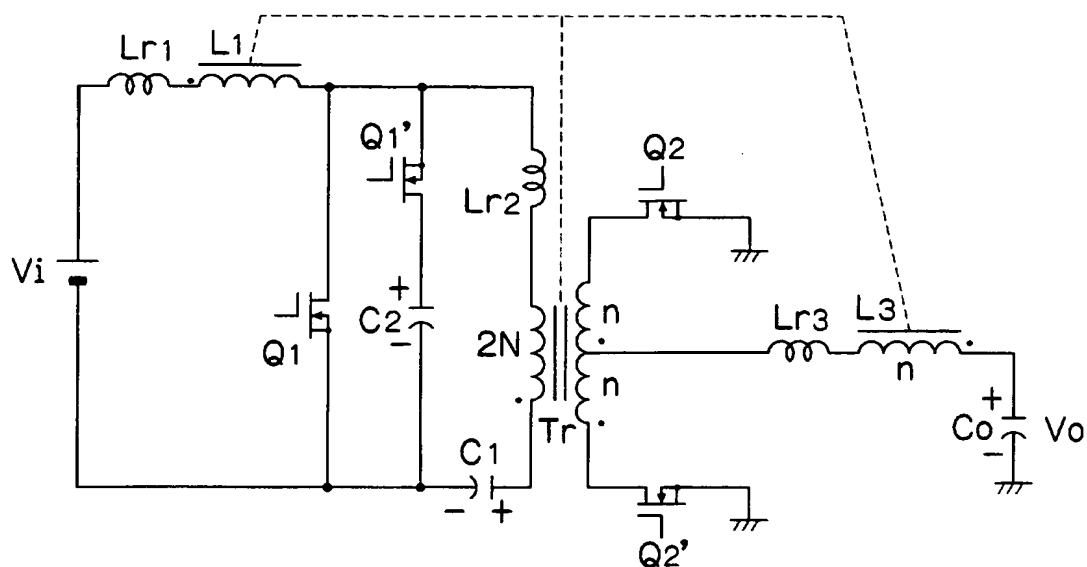 Lr1
L1
Q1'
Q2
Lr2
Vi
C2
+
-
Q1
2N
n
n
Lr3
L3
n
Tr
C1
- +
+
Co
-
Vo
Q2'